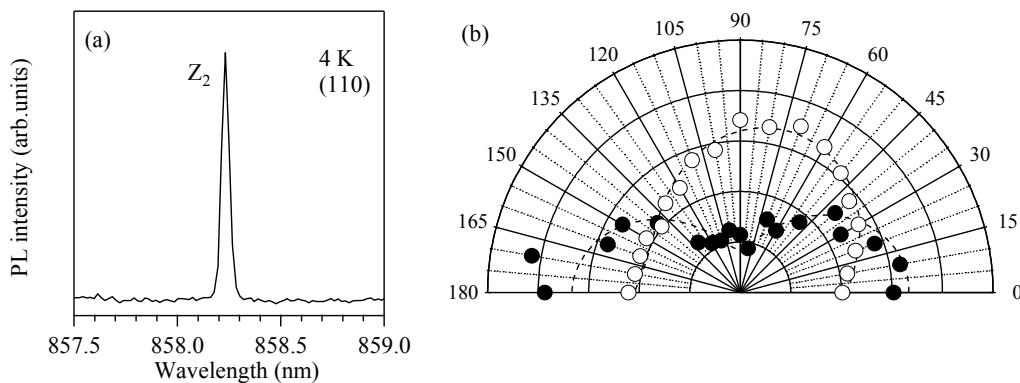 (a)
Z2
4 K
(110)
PL intensity (arb.units)
857.5 858.0 858.5 859.0
Wavelength (nm)
(b)
90
105 75
120 60
135 45
150 30
165 15
180 0